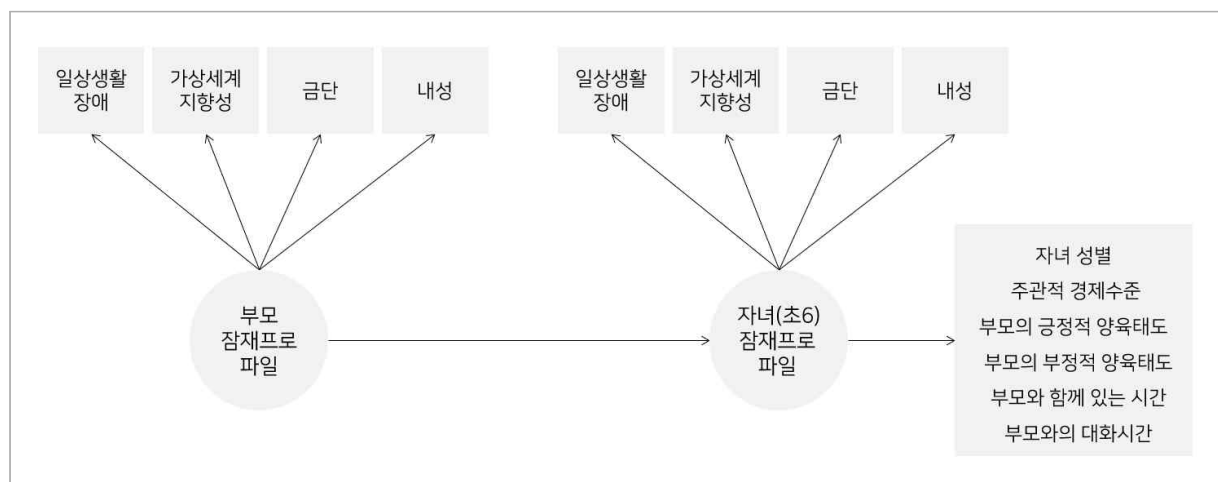 일상생활
장애
가상세계
지향성
금단
내성
일상생활
장애
가상세계
지향성
금단
내성
부모
잠재프로
파일
자녀(초6)
잠재프로
파일
자녀 성별
주관적 경제수준
부모의 긍정적 양육태도
부모의 부정적 양육태도
부모와 함께 있는 시간
부모와의 대화시간